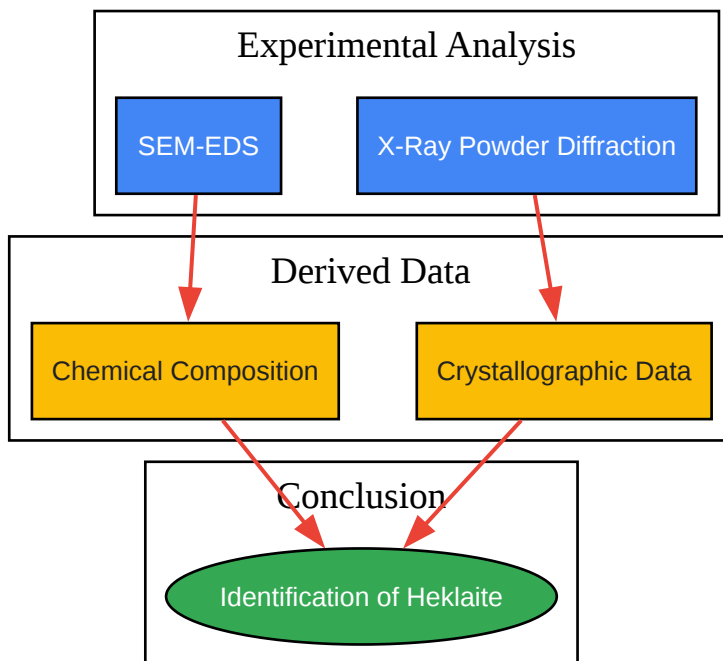 Experimental Analysis
SEM-EDS
X-Ray Powder Diffraction
Derived Data
Chemical Composition
Crystallographic Data
Conclusion
Identification of Heklaite